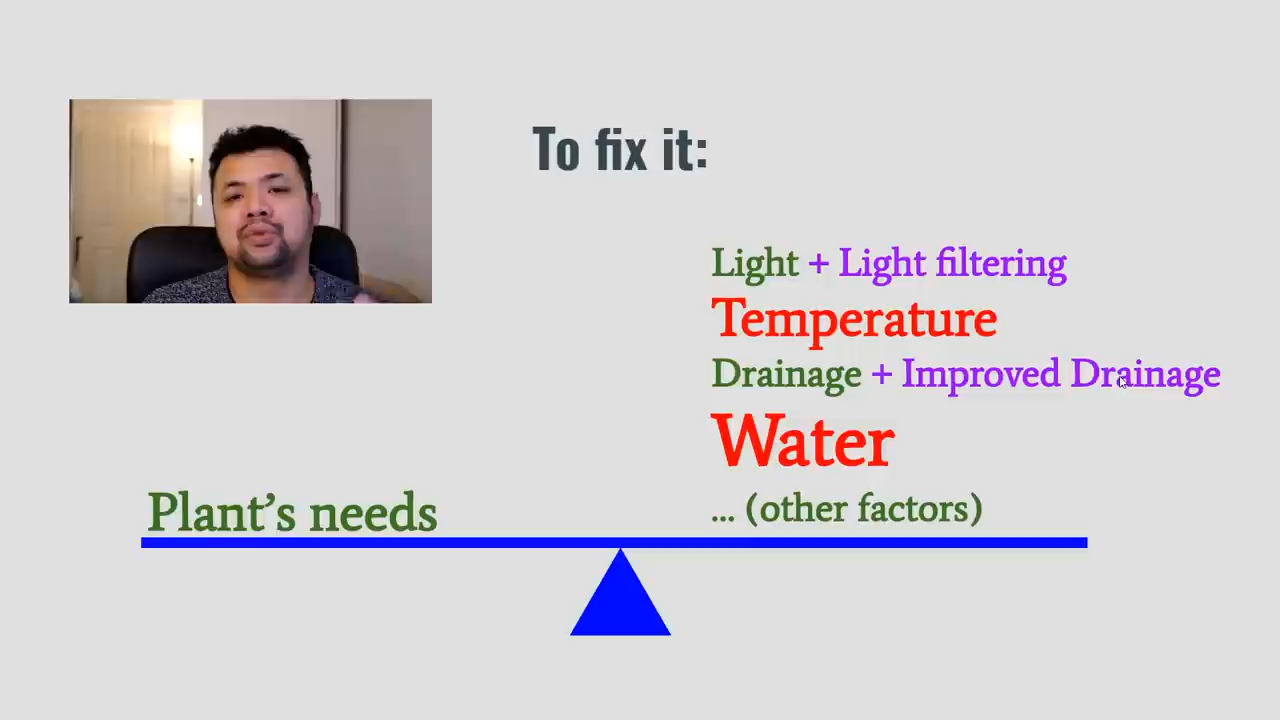 To fix it:
Light + Light filtering
Temperature
Drainage + Improved Drainage
Water
... (other factors)
Plant’s needs